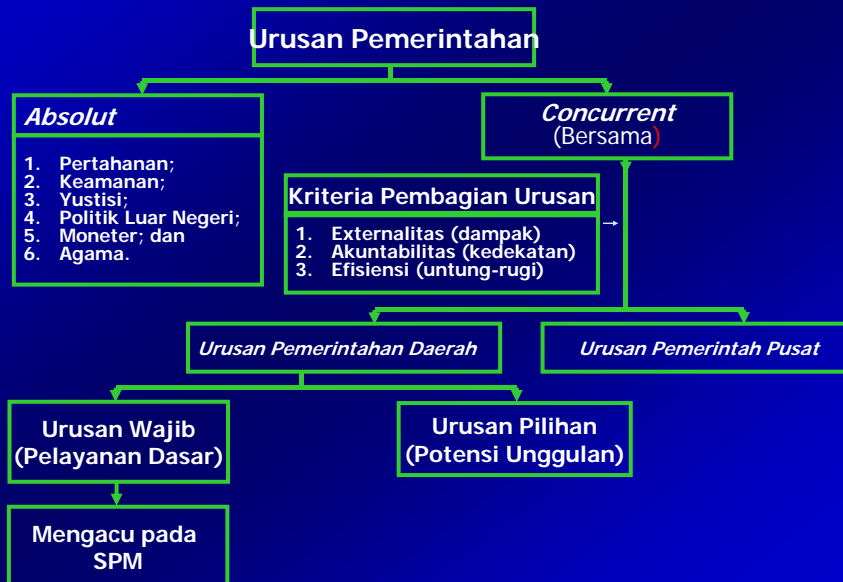 Urusan Pemerintahan
Absolut
1. Pertahanan;
2. Keamanan;
3. Yustisi;
4. Politik Luar Negeri;
5. Moneter; dan
6. Agama.
Concurrent
(Bersama)
Kriteria Pembagian Urusan
1. Externalitas (dampak)
2. Akuntabilitas (kedekatan)
3. Efisiensi (untung-rugi)
Urusan Pemerintahan Daerah
Urusan Pemerintah Pusat
Urusan Wajib
(Pelayanan Dasar)
Urusan Pilihan
(Potensi Unggulan)
Mengacu pada
SPM